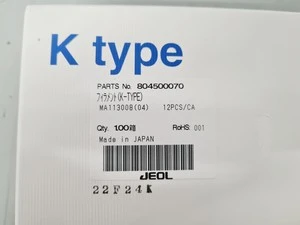 K type
PARTS No. 804500070
フィラメント(K-TYPE)
MA11300B(04) 12PCS/CA
Qty. 1.00箱 RoHS 001
Made in JAPAN
JEOL
22F24K